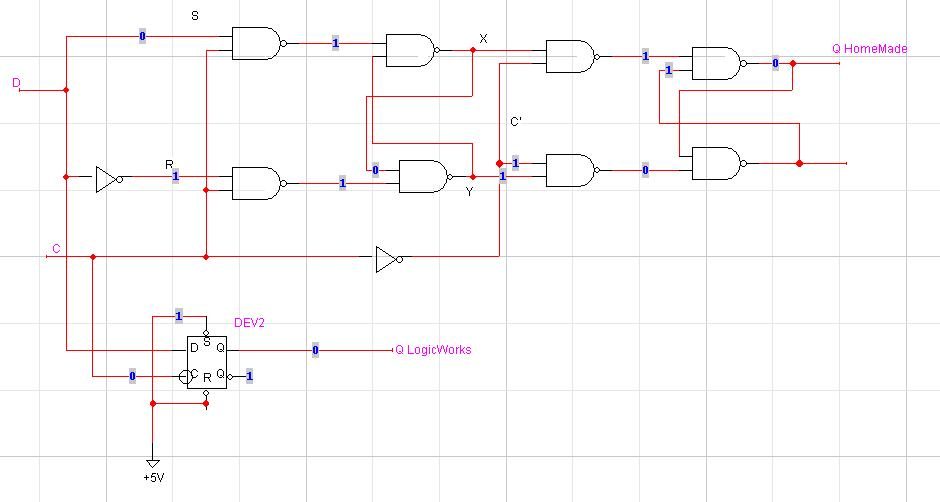 S
0
1
X
1
0
Q HomeMade
1
D
C'
R
1
0
1
1
1
0
Y
C
1
DEV2
S
D Q
0
Q LogicWorks
0
C R Q
1
+5V